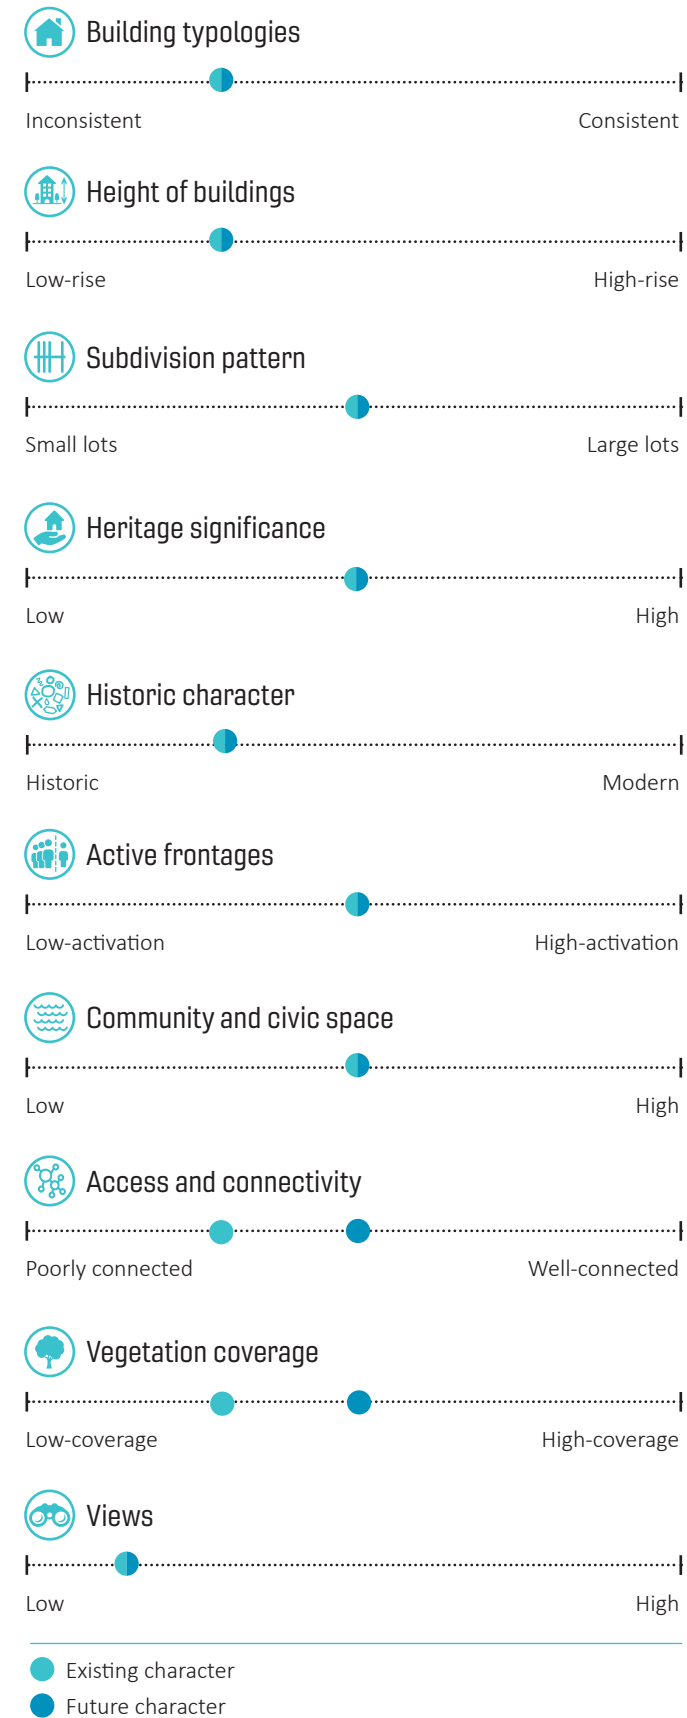 Building typologies
Inconsistent Consistent
Height of buildings
Low-rise High-rise
Subdivision pattern
Small lots Large lots
Heritage significance
Low High
Historic character
Historic Modern
Active frontages
Low-activation High-activation
Community and civic space
Low High
Access and connectivity
Poorly connected Well-connected
Vegetation coverage
Low-coverage High-coverage
Views
Low High
Existing character
Future character